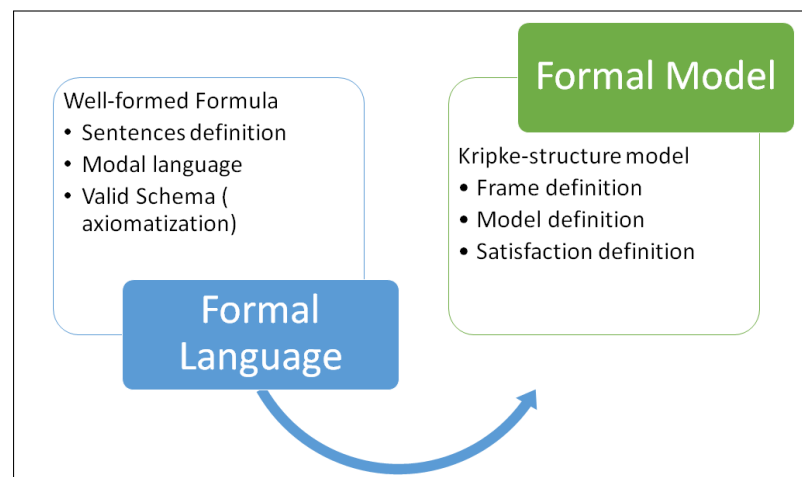 Well-formed Formula
• Sentences definition
• Modal language
• Valid Schema (
axiomatization)
Formal
Language
Formal Model
Kripke-structure model
• Frame definition
• Model definition
• Satisfaction definition